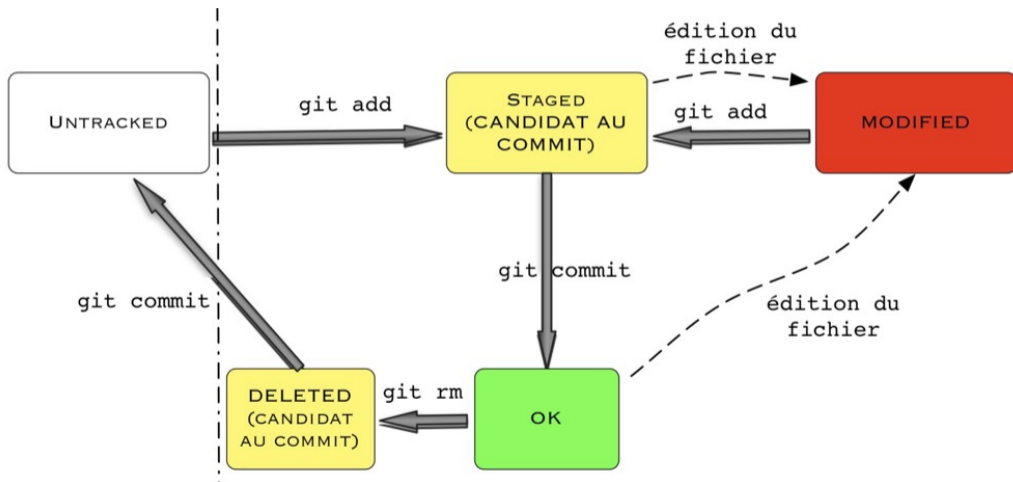 édition du
fichier
UNTRACKED
git add
STAGED
(CANDIDAT AU
COMMIT)
git add
MODIFIED
git commit
git commit
édition du
fichier
DELETED
(CANDIDAT
AU COMMIT)
git rm
OK